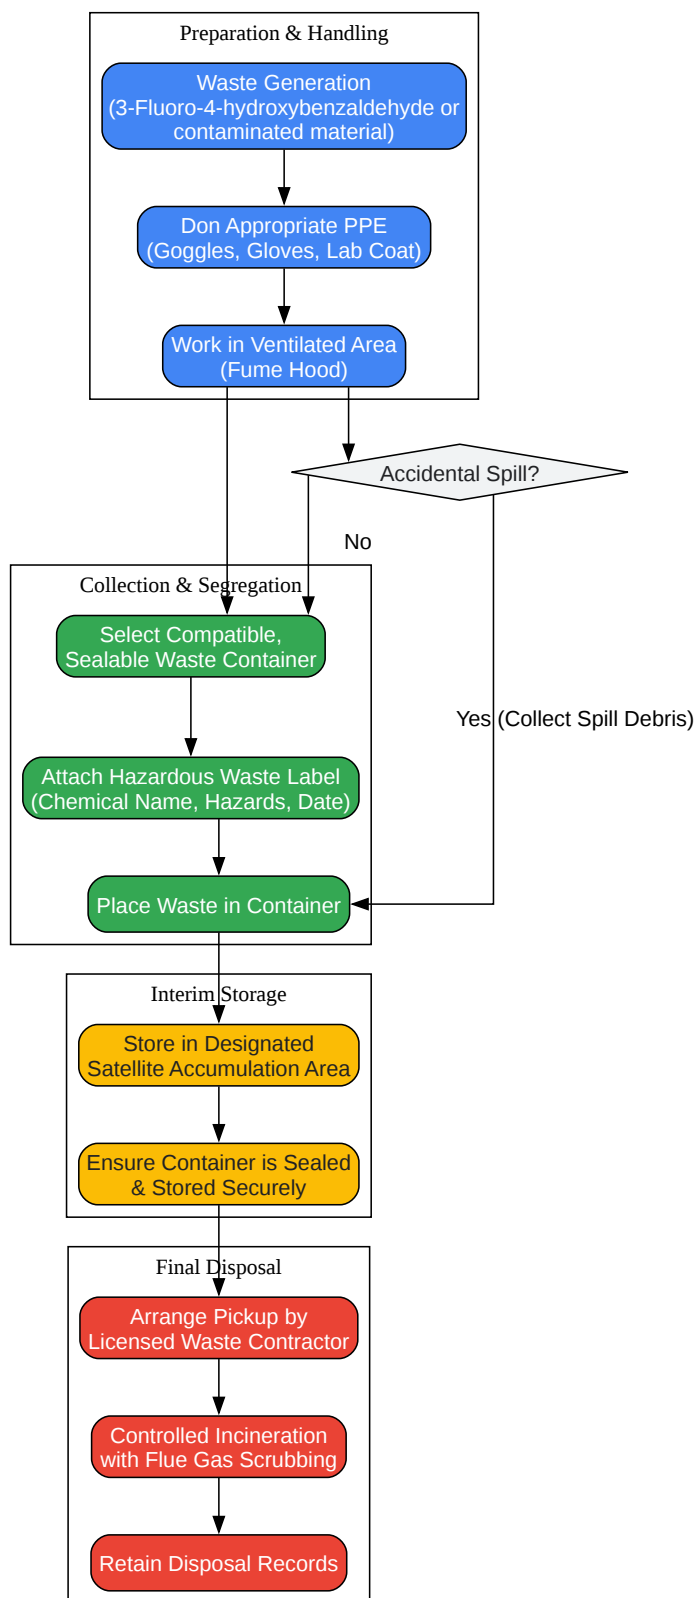 Preparation & Handling
Waste Generation
(3-Fluoro-4-hydroxybenzaldehyde or
contaminated material)
Don Appropriate PPE
(Goggles, Gloves, Lab Coat)
Work in Ventilated Area
(Fume Hood)
Accidental Spill?
No
Collection & Segregation
Select Compatible,
Sealable Waste Container
Yes (Collect Spill Debris)
Attach Hazardous Waste Label
(Chemical Name, Hazards, Date)
Place Waste in Container
Interim Storage
Store in Designated
Satellite Accumulation Area
Ensure Container is Sealed
& Stored Securely
Final Disposal
Arrange Pickup by
Licensed Waste Contractor
Controlled Incineration
with Flue Gas Scrubbing
Retain Disposal Records